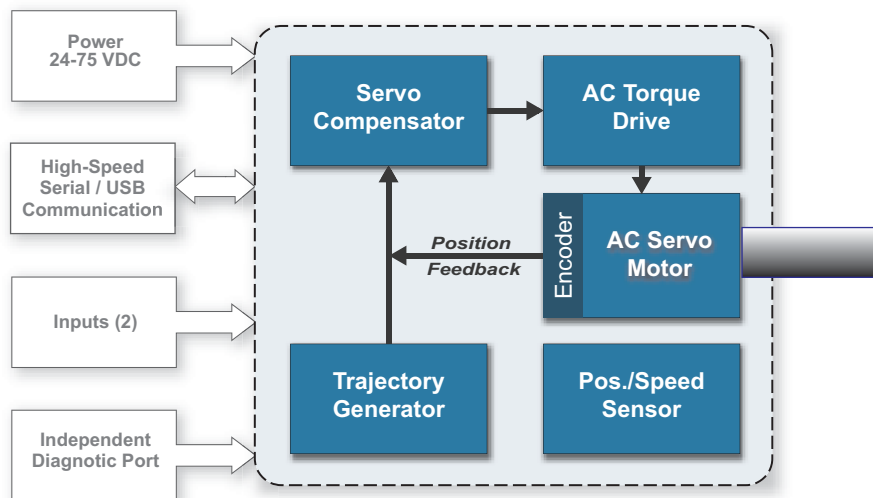 Power
24-75 VDC
High-Speed
Serial / USB
Communication
Inputs (2)
Independent
Diagnostic Port
Servo
Compensator
AC Torque
Drive
Position
Feedback
Encoder
AC Servo
Motor
Trajectory
Generator
Pos./Speed
Sensor